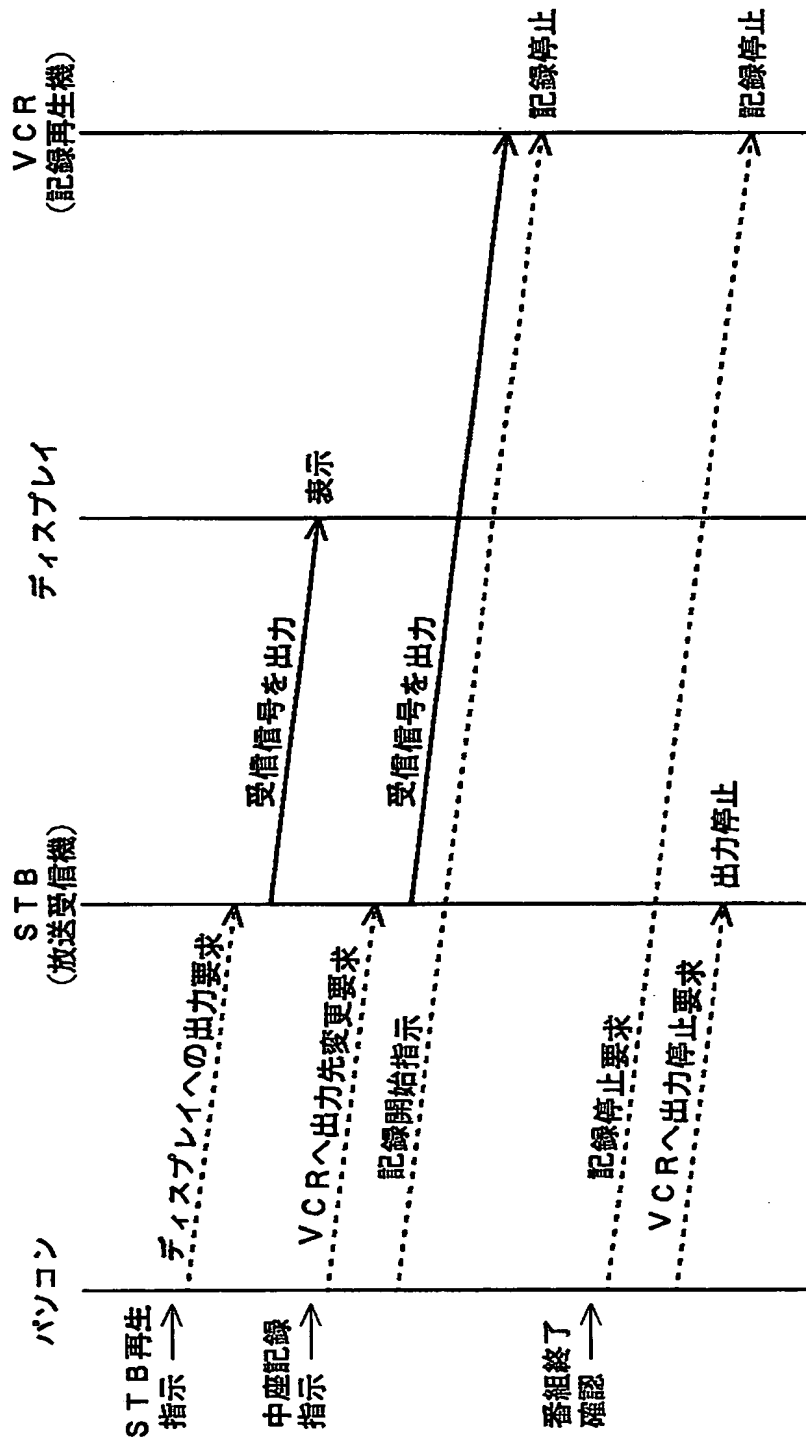 パソコン
STB
(放送受信機)
ディスプレイ
VCR
(記録再生機)
STB再生
指示
ディスプレイへの出力要求
受信信号を出力
表示
中座記録
指示
VCRへ出力先変更要求
受信信号を出力
記録開始指示
記録停止
番組終了
確認
記録停止要求
記録停止
VCRへ出力停止要求
出力停止